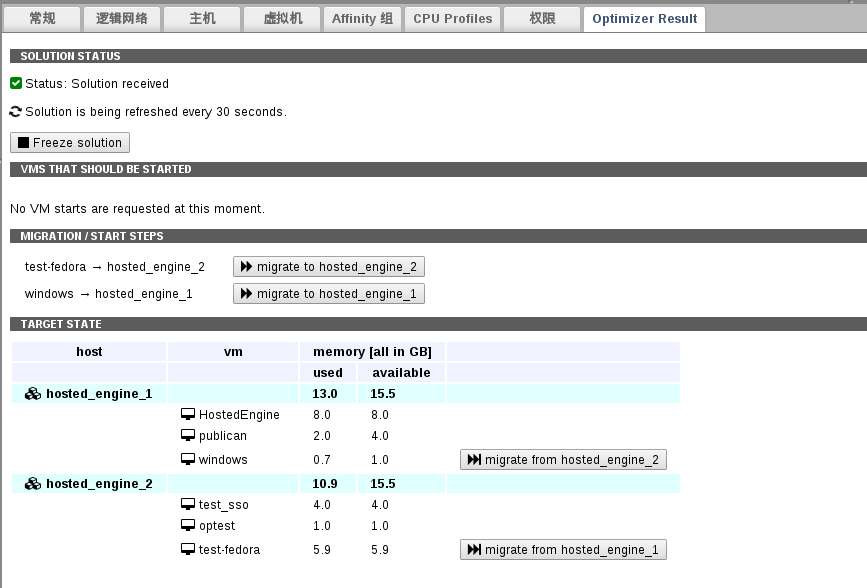 常规 逻辑网络 主机 虚拟机 Affinity 组 CPU Profiles 权限 Optimizer Result
SOLUTION STATUS
Status: Solution received
Solution is being refreshed every 30 seconds.
Freeze solution
VMS THAT SHOULD BE STARTED
No VM starts are requested at this moment.
MIGRATION / START STEPS
test-fedora → hosted_engine_2 migrate to hosted_engine_2
windows → hosted_engine_1 migrate to hosted_engine_1
TARGET STATE
host vm memory [all in GB]
used available
hosted_engine_1 13.0 15.5
HostedEngine 8.0 8.0
publican 2.0 4.0
windows 0.7 1.0 migrate from hosted_engine_2
hosted_engine_2 10.9 15.5
test_sso 4.0 4.0
optest 1.0 1.0
test-fedora 5.9 5.9 migrate from hosted_engine_1